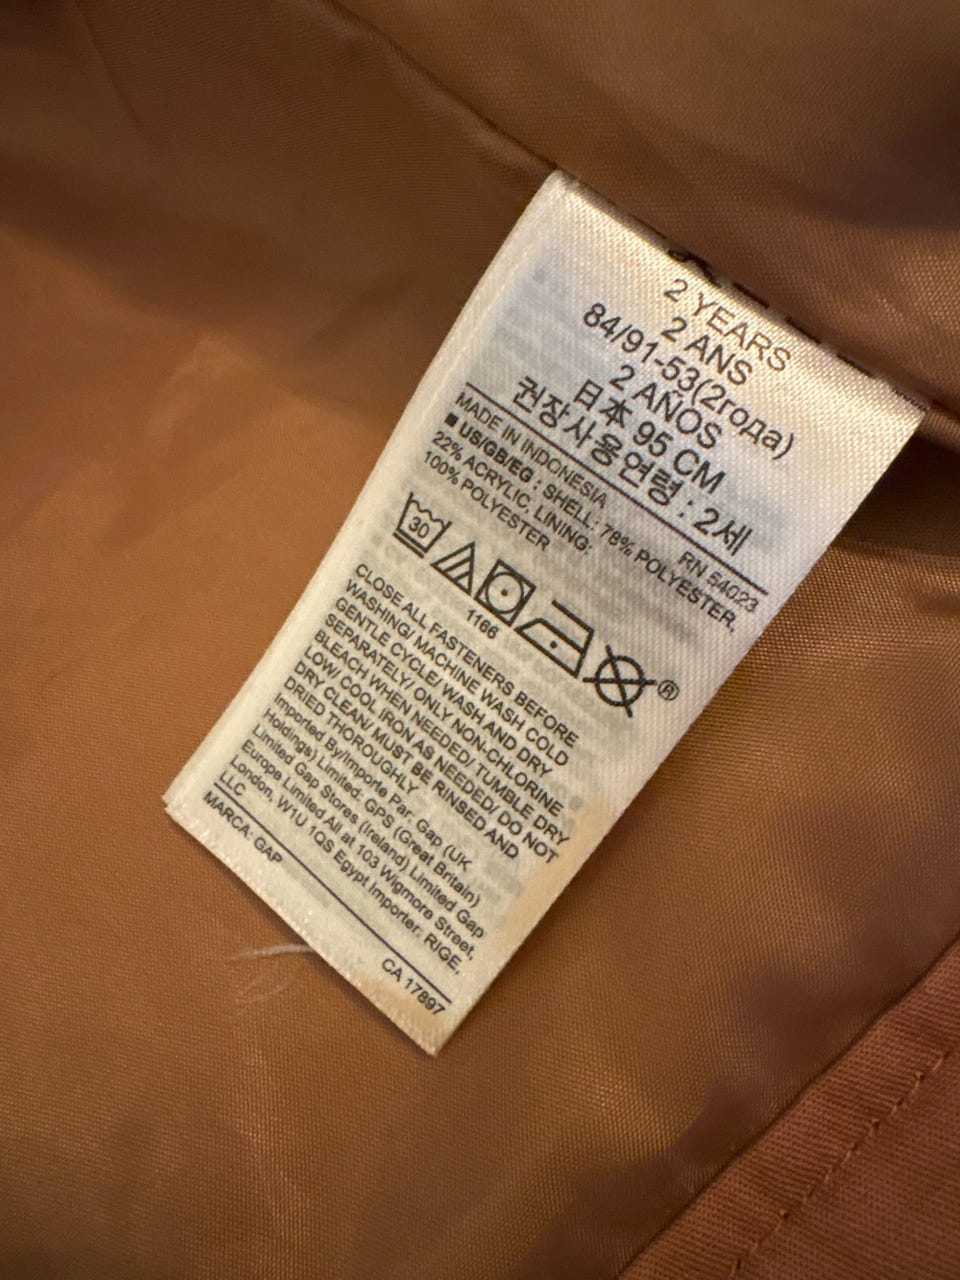 2 YEARS
2 ANS
84/91-53(2года)
2 AÑOS
日本 95 CM
권장사용연령 : 2세
MADE IN INDONESIA RN 54023
■ US/GB/EG : SHELL: 78% POLYESTER,
22% ACRYLIC, LINING:
100% POLYESTER
30
1166
®
CLOSE ALL FASTENERS BEFORE
WASHING/ MACHINE WASH COLD
GENTLE CYCLE/ WASH AND DRY
SEPARATELY/ ONLY NON-CHLORINE
BLEACH WHEN NEEDED/ TUMBLE DRY
LOW/ COOL IRON AS NEEDED/ DO NOT
DRY CLEAN/ MUST BE RINSED AND
DRIED THOROUGHLY
Imported By/Importe Par. Gap (UK
Holdings) Limited: GPS (Great Britain)
Limited Gap Stores (Ireland) Limited Gap
Europe Limited All at 103 Wigmore Street,
London, W1U 1QS Egypt Importer: RIGE,
LLC
MARCA: GAP
CA 17897